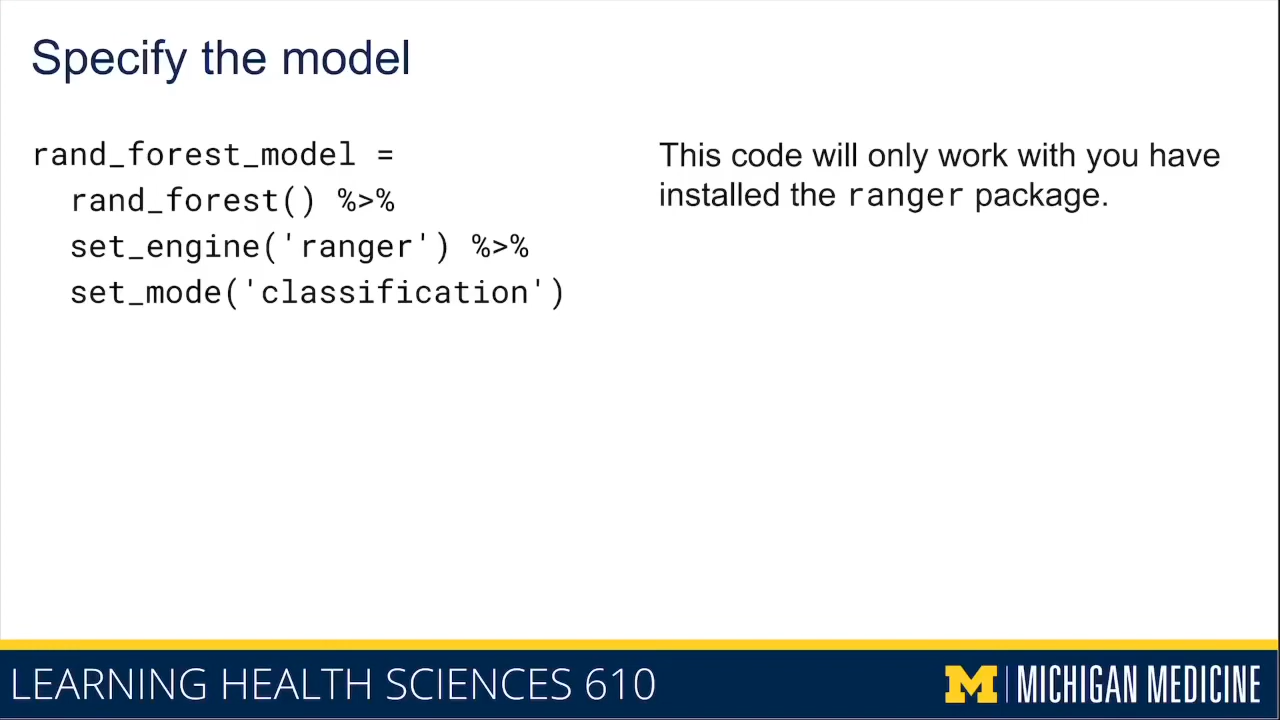 Specify the model
rand_forest_model =
rand_forest() %>%
set_engine('ranger') %>%
set_mode('classification')
This code will only work with you have
installed the ranger package.
LEARNING HEALTH SCIENCES 610
M | MICHIGAN MEDICINE